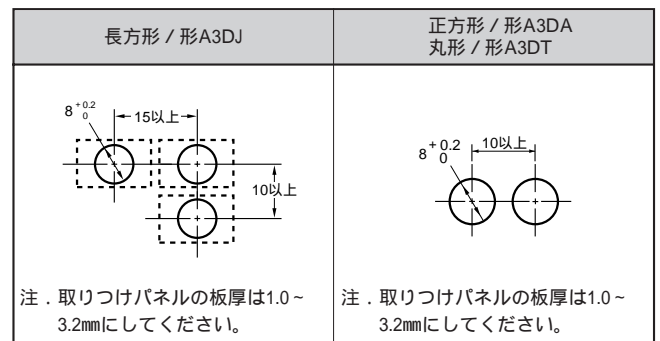 長方形 / 形A3DJ
正方形 / 形A3DA
丸形 / 形A3DT
8 +0.2 0
15以上
10以上
注．取りつけパネルの板厚は1.0～
3.2㎜にしてください。
8 +0.2 0
10以上
注．取りつけパネルの板厚は1.0～
3.2㎜にしてください。